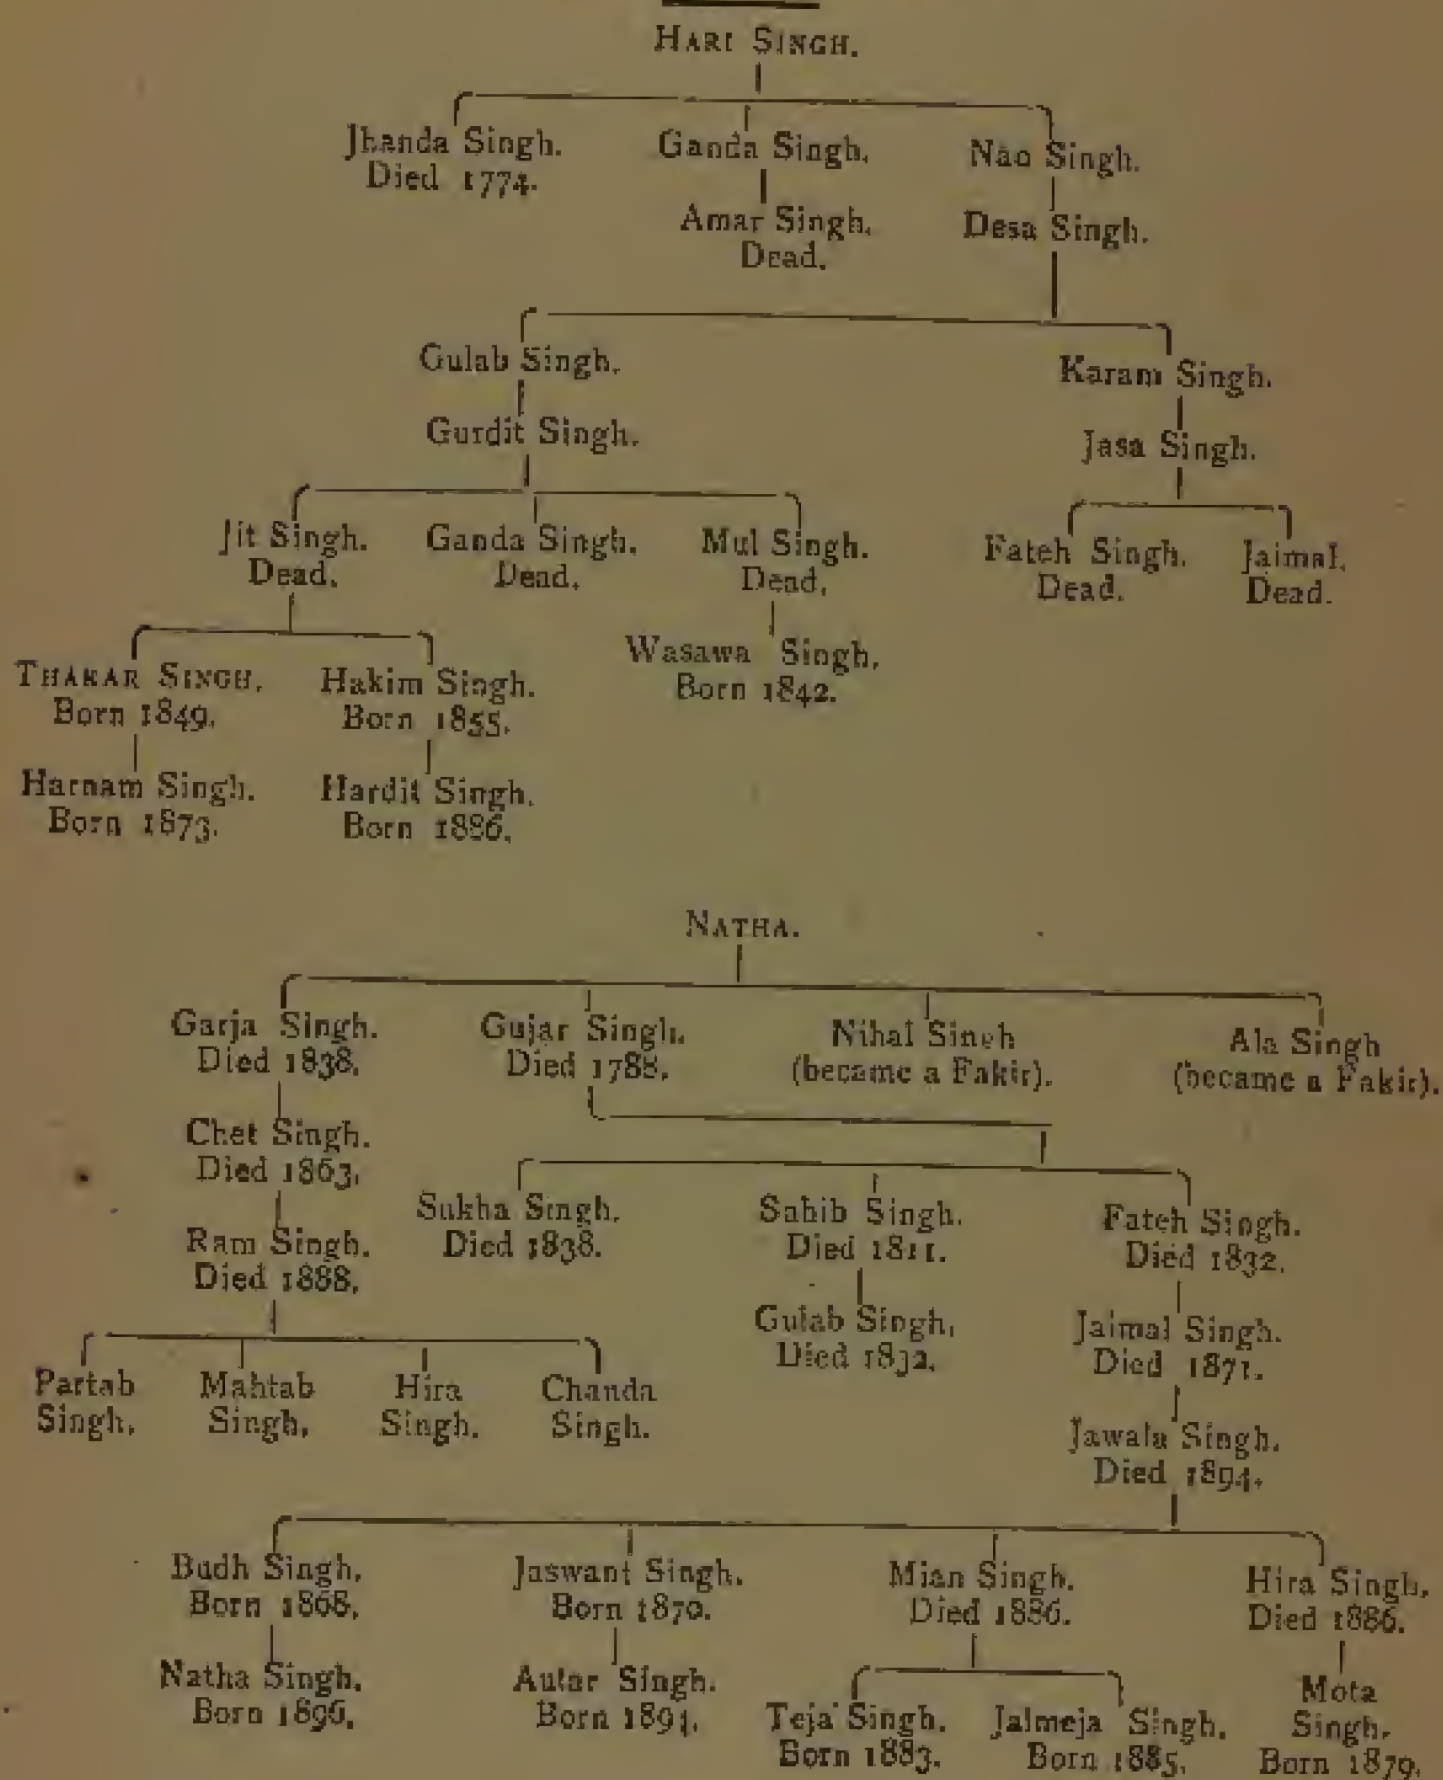 HARI SINGH.
Jhanda Singh. Ganda Singh. Nao Singh.
Died 1774.
Amar Singh. Desa Singh.
Dead.
Gulab Singh. Karam Singh.
Gurdit Singh. Jasa Singh.
Jit Singh. Ganda Singh. Mul Singh. Fateh Singh. Jaimal.
Dead. Dead. Dead. Dead. Dead.
THAKAR SINGH. Hakim Singh. Wasawa Singh.
Born 1849. Born 1855. Born 1842.
Harnam Singh. Hardit Singh.
Born 1873. Born 1886.
NATHA.
Garja Singh. Gujar Singh. Nihal Singh Ala Singh
Died 1838. Died 1788. (became a Fakir). (became a Fakir).
Chet Singh.
Died 1863.
Sukha Singh. Sahib Singh. Fateh Singh.
Died 1838. Died 1811. Died 1832.
Ram Singh.
Died 1888.
Gulab Singh. Jaimal Singh.
Died 1832. Died 1871.
Partab Mahtab Hira Chanda
Singh. Singh. Singh. Singh.
Jawala Singh.
Died 1894.
Budh Singh. Jaswant Singh. Mian Singh. Hira Singh.
Born 1868. Born 1870. Died 1886. Died 1886.
Natha Singh. Autar Singh. Teja Singh. Jalmeja Singh. Mota
Born 1896. Born 1894. Born 1883. Born 1885. Singh.
Born 1879.